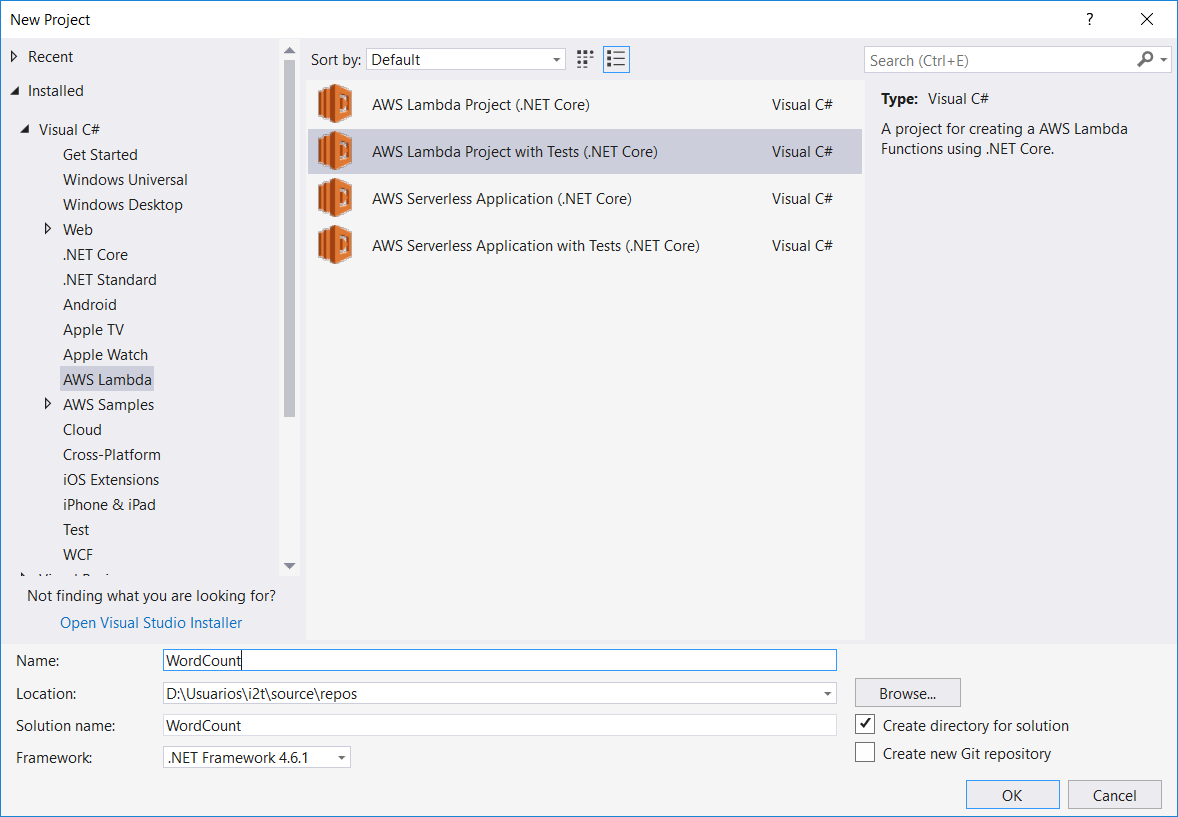 New Project
?
Recent
Installed
Visual C#
Get Started
Windows Universal
Windows Desktop
Web
.NET Core
.NET Standard
Android
Apple TV
Apple Watch
AWS Lambda
AWS Samples
Cloud
Cross-Platform
iOS Extensions
iPhone & iPad
Test
WCF
Not finding what you are looking for?
Open Visual Studio Installer
Sort by: Default
AWS Lambda Project (.NET Core) Visual C#
AWS Lambda Project with Tests (.NET Core) Visual C#
AWS Serverless Application (.NET Core) Visual C#
AWS Serverless Application with Tests (.NET Core) Visual C#
Search (Ctrl+E)
Type: Visual C#
A project for creating a AWS Lambda
Functions using .NET Core.
Name: WordCount
Location: D:\Usuarios\i2t\source\repos Browse...
Solution name: WordCount Create directory for solution
Framework: .NET Framework 4.6.1 Create new Git repository
OK Cancel